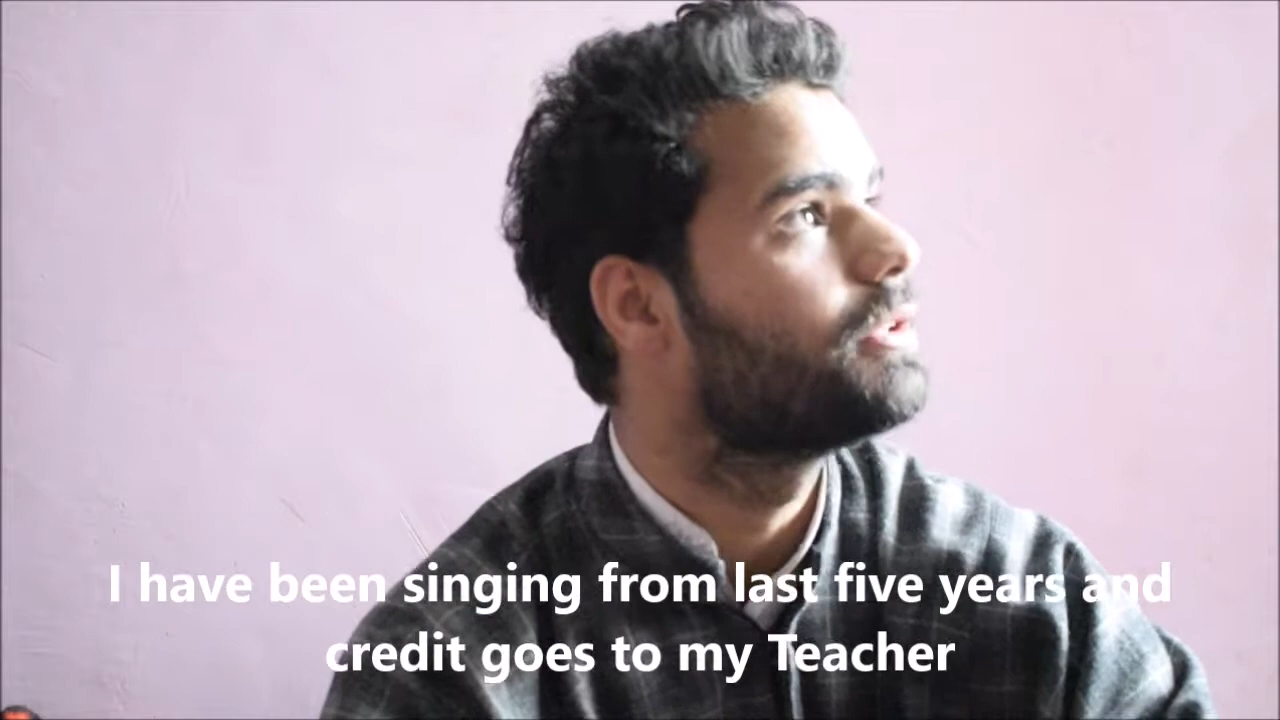 I have been singing from last five years and
credit goes to my Teacher